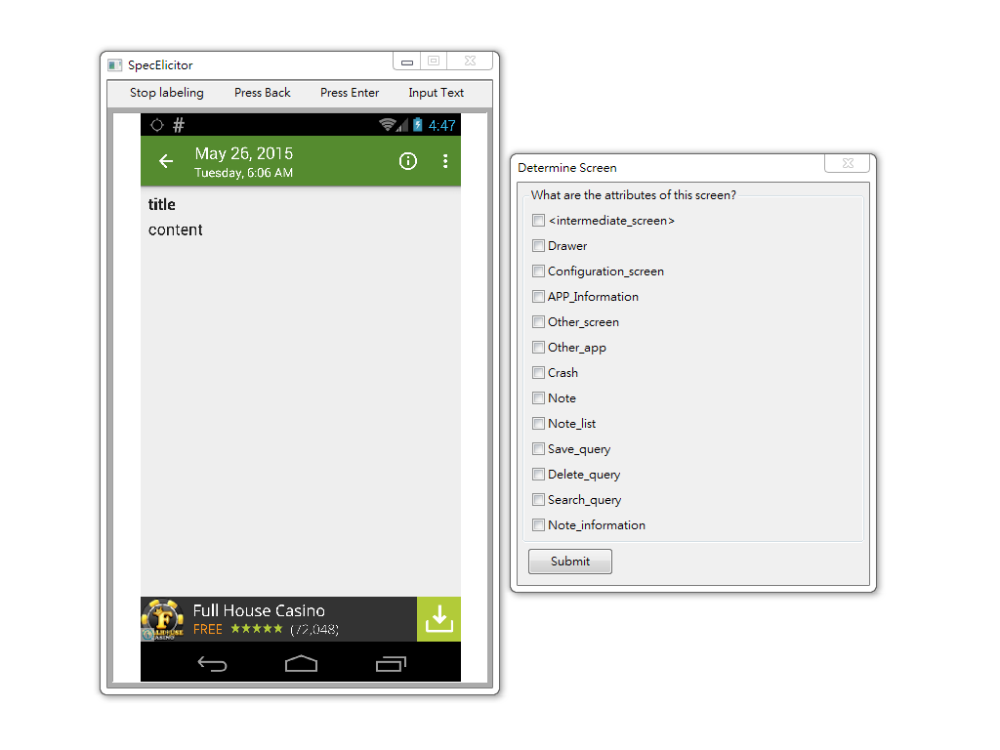 SpecElicitor
Stop labeling Press Back Press Enter Input Text
# 4:47
May 26, 2015
Tuesday, 6:06 AM
title
content
Full House Casino
FREE ★★★★★ (72,048)
Determine Screen
What are the attributes of this screen?
<intermediate_screen>
Drawer
Configuration_screen
APP_Information
Other_screen
Other_app
Crash
Note
Note_list
Save_query
Delete_query
Search_query
Note_information
Submit